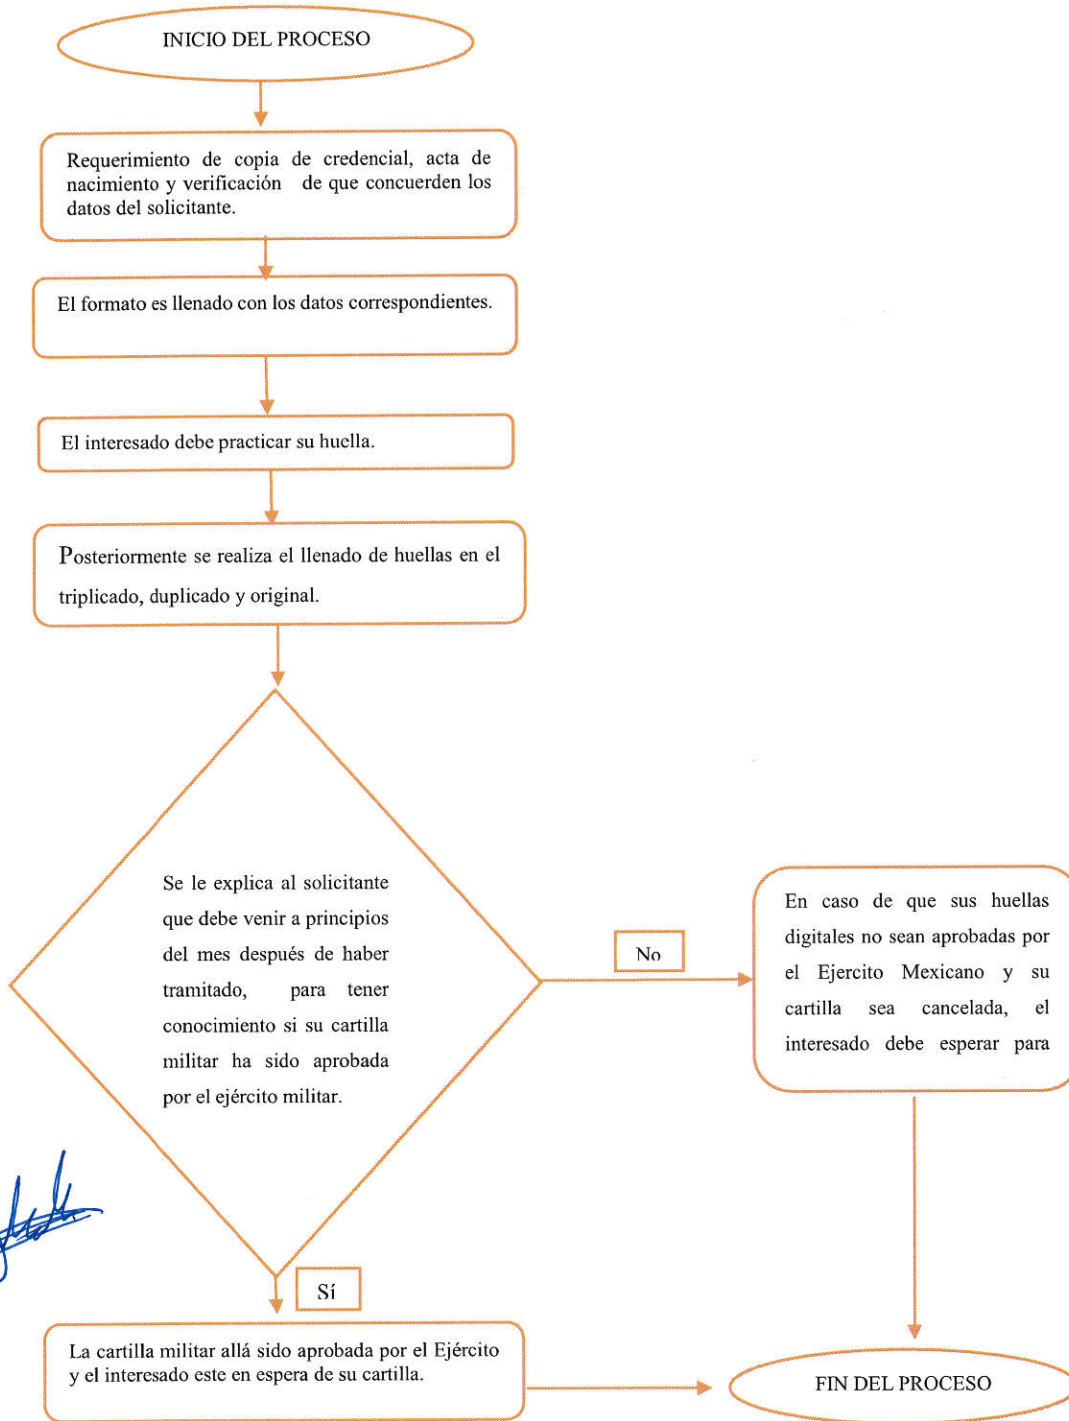 INICIO DEL PROCESO
Requerimiento de copia de credencial, acta de
nacimiento y verificación de que concuerden los
datos del solicitante.
El formato es llenado con los datos correspondientes.
El interesado debe practicar su huella.
Posteriormente se realiza el llenado de huellas en el
triplicado, duplicado y original.
Se le explica al solicitante
que debe venir a principios
del mes después de haber
tramitado, para tener
conocimiento si su cartilla
militar ha sido aprobada
por el ejército militar.
No
En caso de que sus huellas
digitales no sean aprobadas por
el Ejercito Mexicano y su
cartilla sea cancelada, el
interesado debe esperar para
Sí
La cartilla militar allá sido aprobada por el Ejército
y el interesado este en espera de su cartilla.
FIN DEL PROCESO